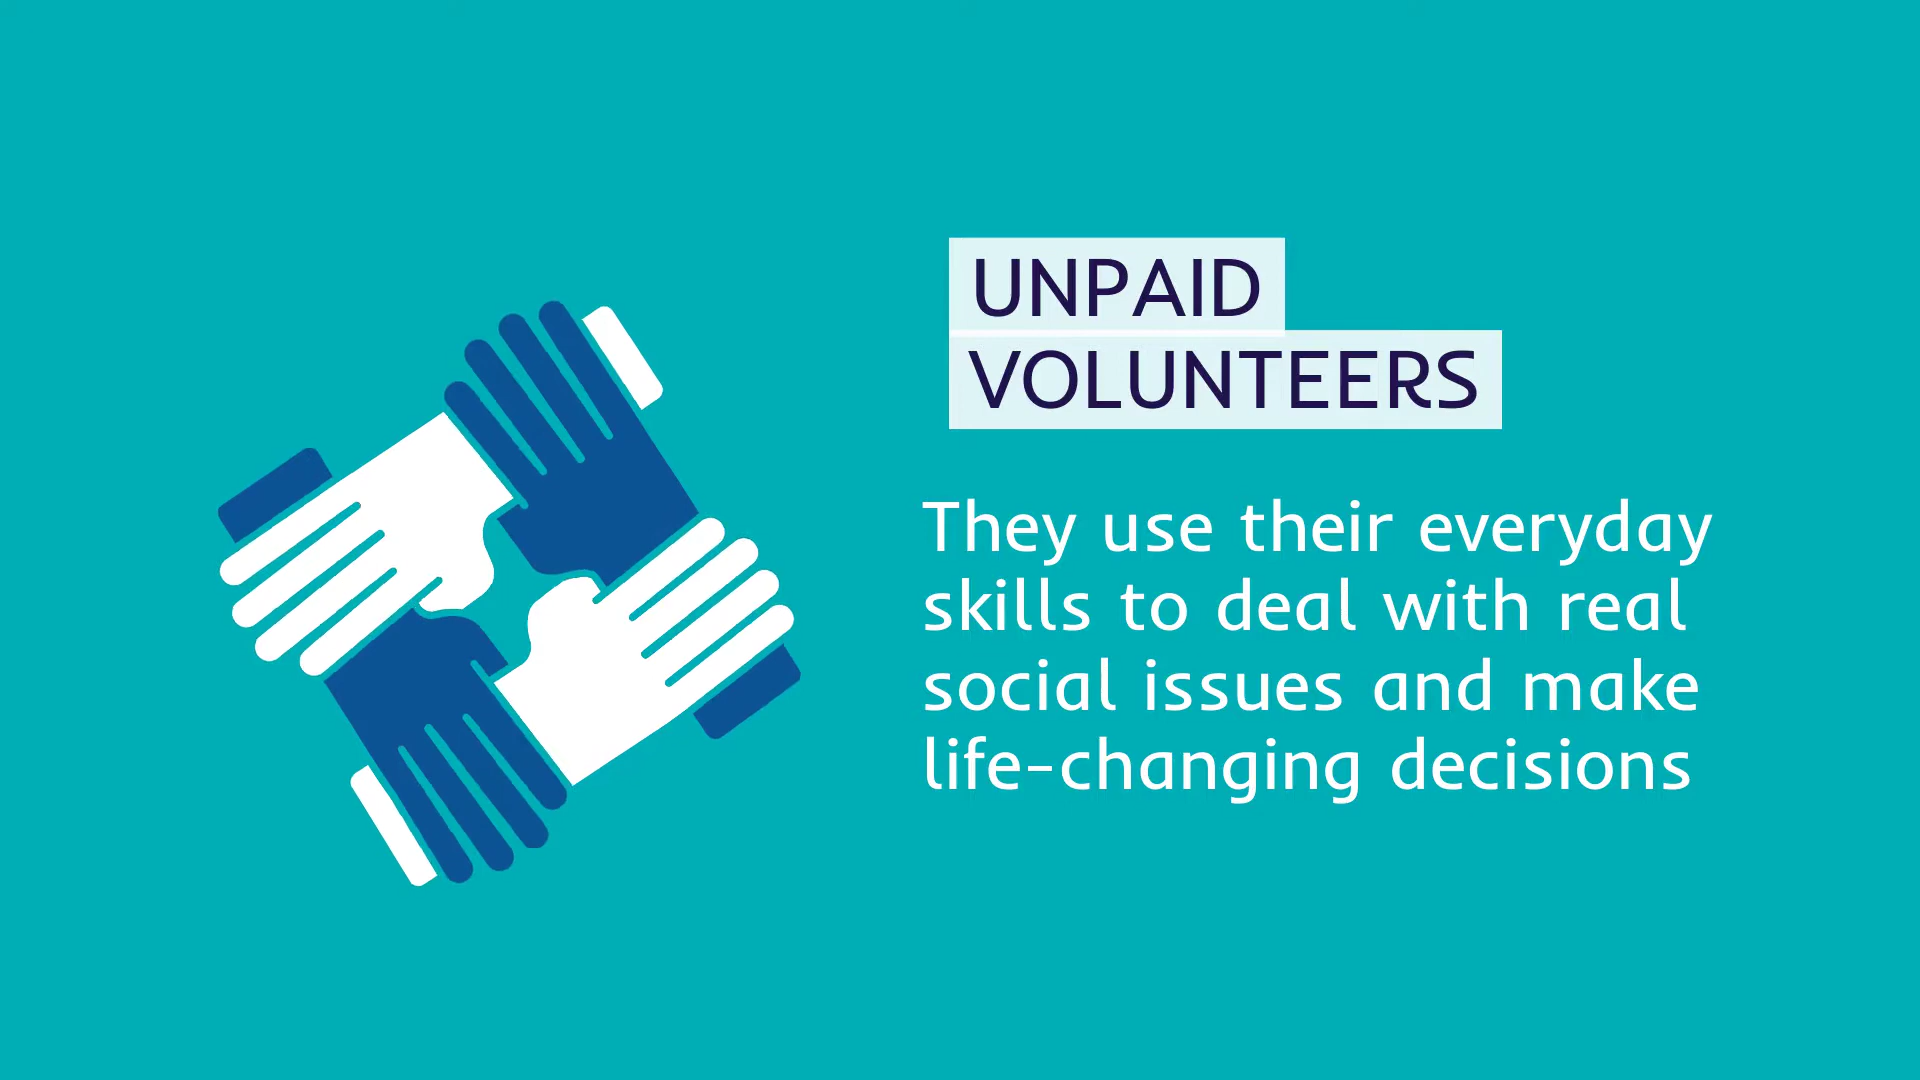 UNPAID
VOLUNTEERS
They use their everyday
skills to deal with real
social issues and make
life-changing decisions